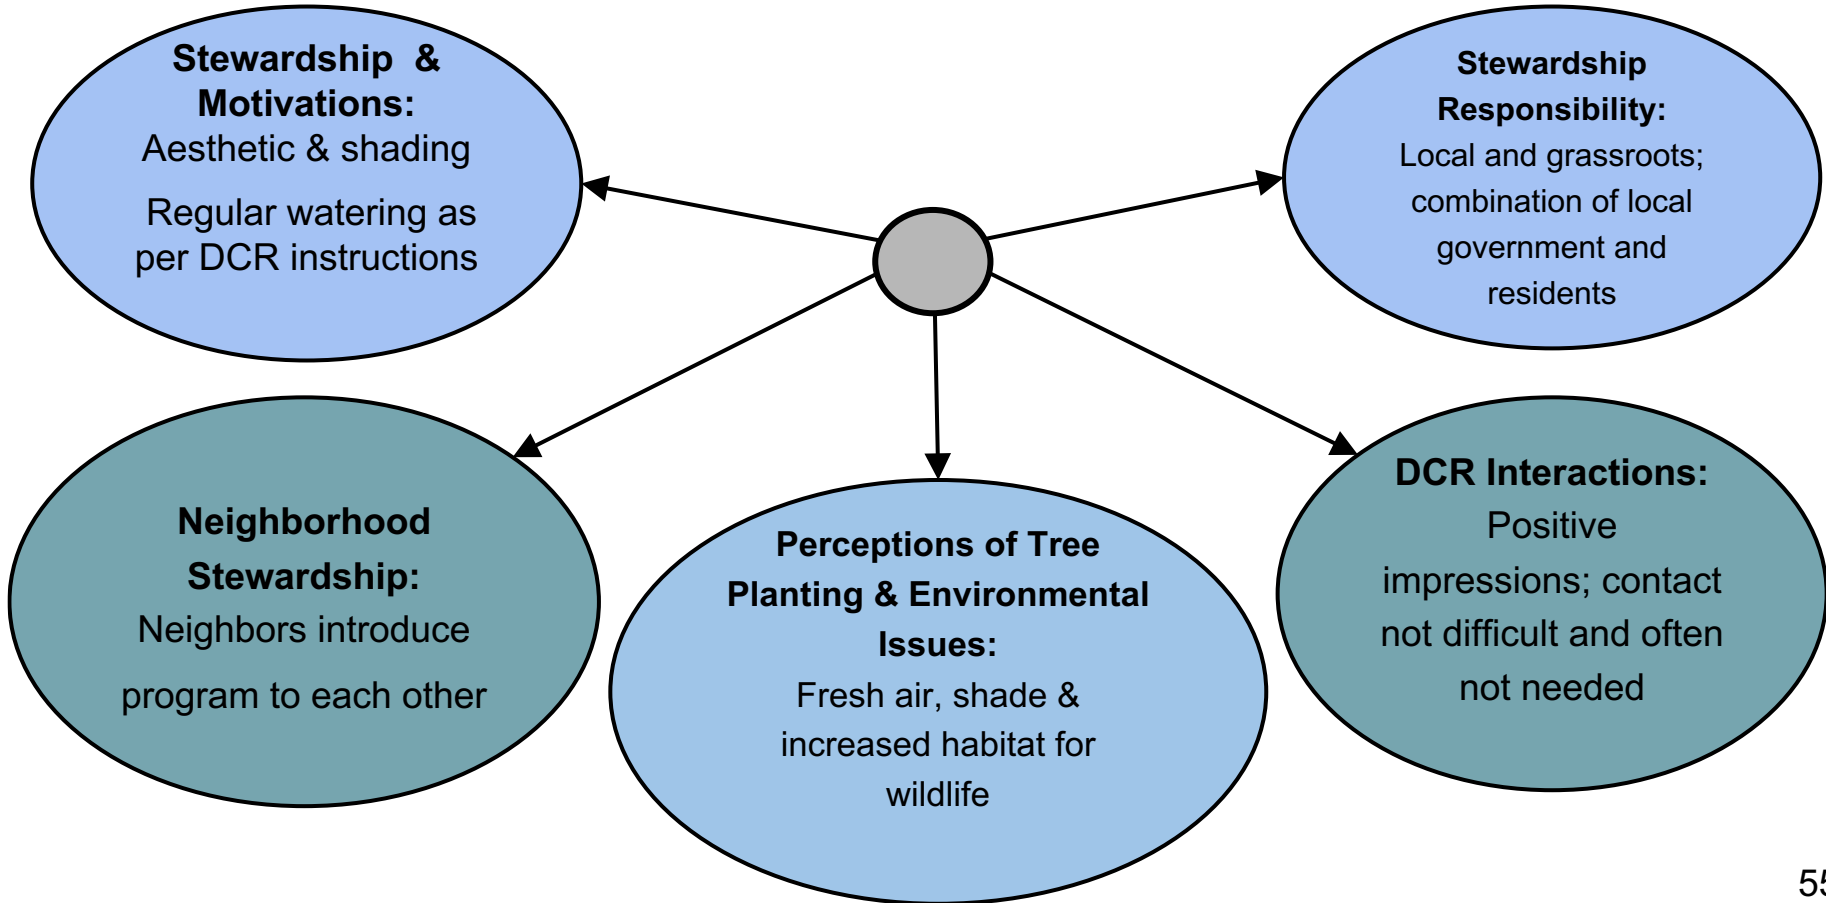 Stewardship &
Motivations:
Aesthetic & shading
Regular watering as
per DCR instructions
Stewardship
Responsibility:
Local and grassroots;
combination of local
government and
residents
Neighborhood
Stewardship:
Neighbors introduce
program to each other
Perceptions of Tree
Planting & Environmental
Issues:
Fresh air, shade &
increased habitat for
wildlife
DCR Interactions:
Positive
impressions; contact
not difficult and often
not needed
55